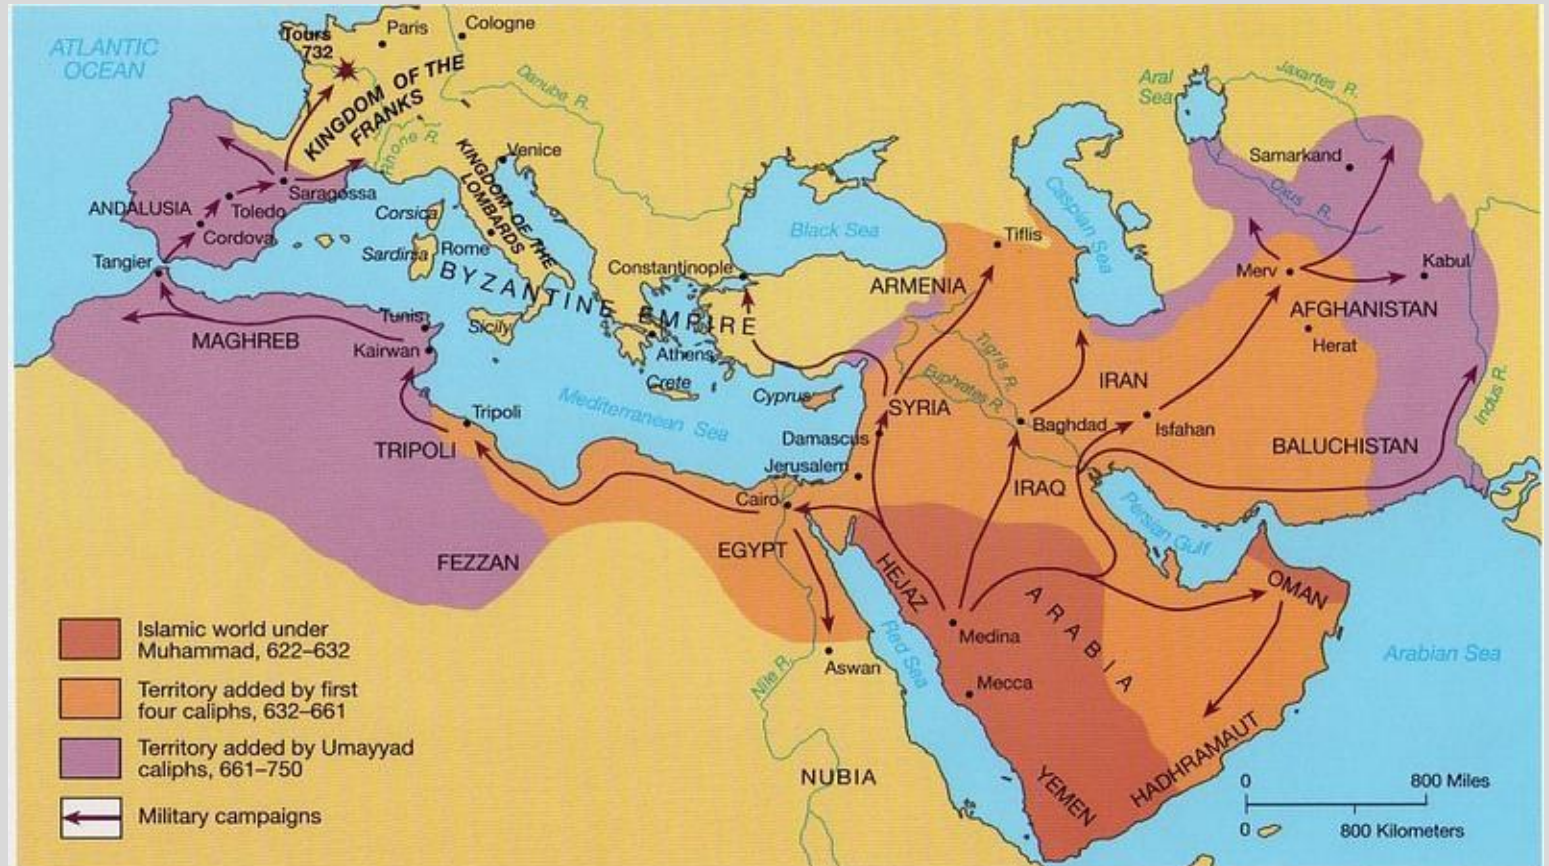 ATLANTIC
OCEAN
Tours
732
Paris
Cologne
KINGDOM OF THE
FRANKS
Danube R.
Rhone R.
KINGDOM OF THE
LOMBARDS
Venice
Aral
Sea
Jaxartes R.
Samarkand
Oxus R.
Caspian Sea
Black Sea
Tiflis
Saragossa
ANDALUSIA
Toledo
Cordova
Corsica
Sardinia
Rome
Tangier
BYZANTINE EMPIRE
Constantinople
ARMENIA
Merv
Kabul
AFGHANISTAN
Herat
MAGHREB
Tunis
Kairwan
Sicily
Athens
Crete
Cyprus
Tigris R.
Euphrates R.
IRAN
Indus R.
Mediterranean Sea
SYRIA
Baghdad
Isfahan
Tripoli
TRIPOLI
Damascus
Jerusalem
BALUCHISTAN
Cairo
IRAQ
Persian Gulf
EGYPT
FEZZAN
HEJAZ
ARABIA
OMAN
Medina
Red Sea
Aswan
Nile R.
Mecca
Arabian Sea
NUBIA
YEMEN
HADHRAMAUT
Islamic world under
Muhammad, 622–632
Territory added by first
four caliphs, 632–661
Territory added by Umayyad
caliphs, 661–750
Military campaigns
0 800 Miles
0 800 Kilometers